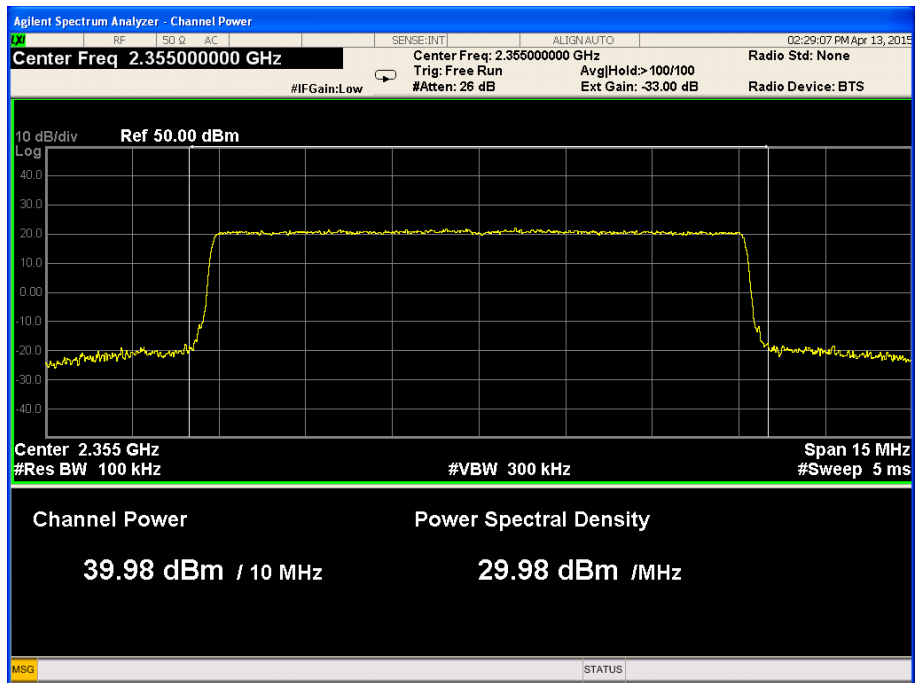 Agilent Spectrum Analyzer - Channel Power
LXI RF 50 Ω AC SENSE:INT ALIGN AUTO 02:29:07 PM Apr 13, 2015
Center Freq 2.355000000 GHz
Center Freq: 2.355000000 GHz
Radio Std: None
Trig: Free Run
Avg|Hold:> 100/100
#IFGain:Low
#Atten: 26 dB
Ext Gain: -33.00 dB
Radio Device: BTS
10 dB/div
Ref 50.00 dBm
Log
40.0
30.0
20.0
10.0
0.00
-10.0
-20.0
-30.0
-40.0
Center 2.355 GHz
Span 15 MHz
#Res BW 100 kHz
#VBW 300 kHz
#Sweep 5 ms
Channel Power
Power Spectral Density
39.98 dBm / 10 MHz
29.98 dBm /MHz
MSG
STATUS